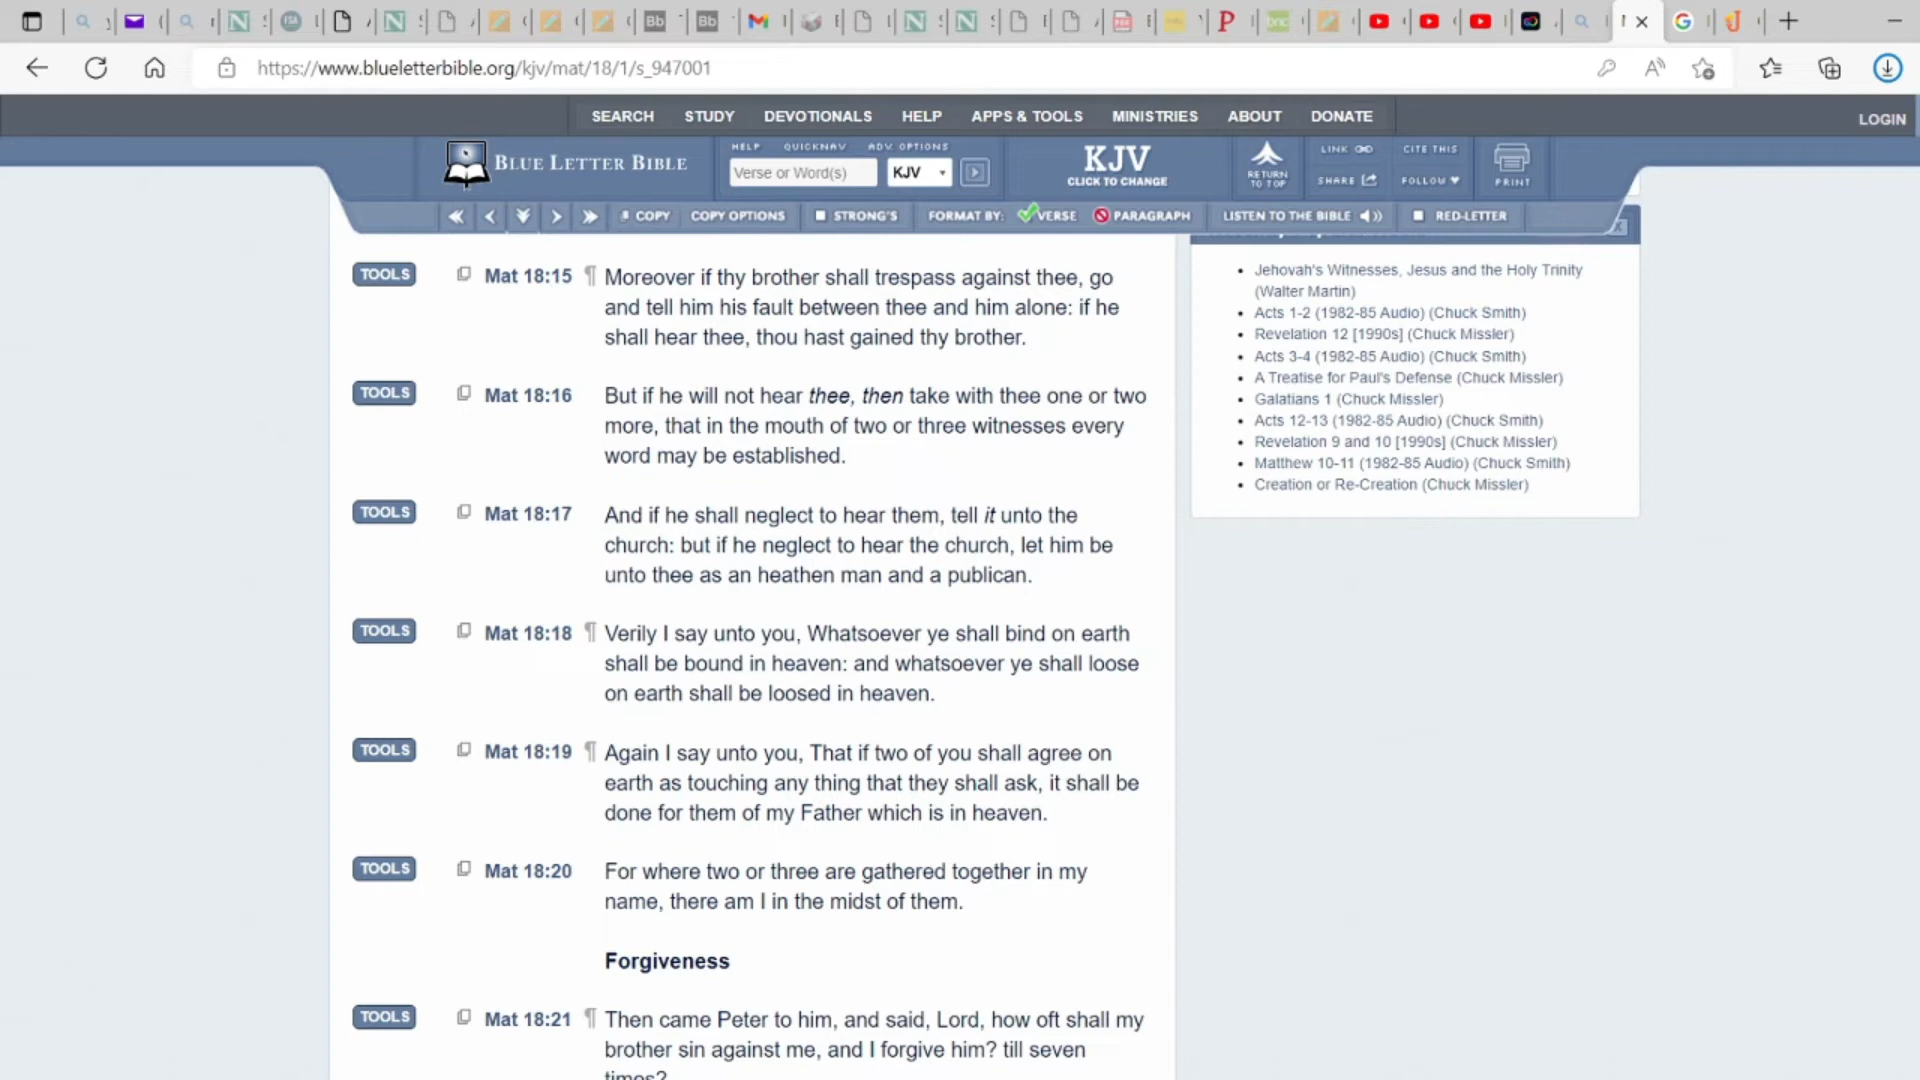 https://www.blueletterbible.org/kjv/mat/18/1/s_947001
SEARCH STUDY DEVOTIONALS HELP APPS & TOOLS MINISTRIES ABOUT DONATE
LOGIN
BLUE LETTER BIBLE
HELP QUICKNAV ADV. OPTIONS
Verse or Word(s) KJV
KJV
CLICK TO CHANGE
RETURN
TO TOP
LINK CITE THIS
SHARE FOLLOW
PRINT
COPY COPY OPTIONS STRONG'S FORMAT BY: VERSE PARAGRAPH LISTEN TO THE BIBLE RED-LETTER
TOOLS Mat 18:15 ¶ Moreover if thy brother shall trespass against thee, go
and tell him his fault between thee and him alone: if he
shall hear thee, thou hast gained thy brother.
TOOLS Mat 18:16 But if he will not hear thee, then take with thee one or two
more, that in the mouth of two or three witnesses every
word may be established.
TOOLS Mat 18:17 And if he shall neglect to hear them, tell it unto the
church: but if he neglect to hear the church, let him be
unto thee as an heathen man and a publican.
TOOLS Mat 18:18 ¶ Verily I say unto you, Whatsoever ye shall bind on earth
shall be bound in heaven: and whatsoever ye shall loose
on earth shall be loosed in heaven.
TOOLS Mat 18:19 ¶ Again I say unto you, That if two of you shall agree on
earth as touching any thing that they shall ask, it shall be
done for them of my Father which is in heaven.
TOOLS Mat 18:20 For where two or three are gathered together in my
name, there am I in the midst of them.
Forgiveness
TOOLS Mat 18:21 ¶ Then came Peter to him, and said, Lord, how oft shall my
brother sin against me, and I forgive him? till seven
times?
Jehovah's Witnesses, Jesus and the Holy Trinity
(Walter Martin)
Acts 1-2 (1982-85 Audio) (Chuck Smith)
Revelation 12 [1990s] (Chuck Missler)
Acts 3-4 (1982-85 Audio) (Chuck Smith)
A Treatise for Paul's Defense (Chuck Missler)
Galatians 1 (Chuck Missler)
Acts 12-13 (1982-85 Audio) (Chuck Smith)
Revelation 9 and 10 [1990s] (Chuck Missler)
Matthew 10-11 (1982-85 Audio) (Chuck Smith)
Creation or Re-Creation (Chuck Missler)